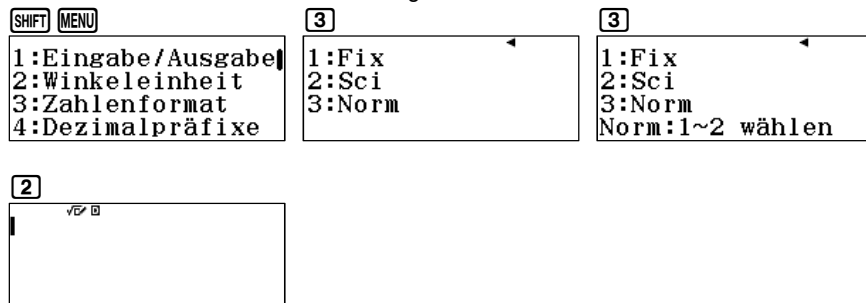 SHIFT MENU
1:Eingabe/Ausgabe
2:Winkeleinheit
3:Zahlenformat
4:Dezimalpräfixe
3
1:Fix
2:Sci
3:Norm
3
1:Fix
2:Sci
3:Norm
Norm:1~2 wählen
2
√ D